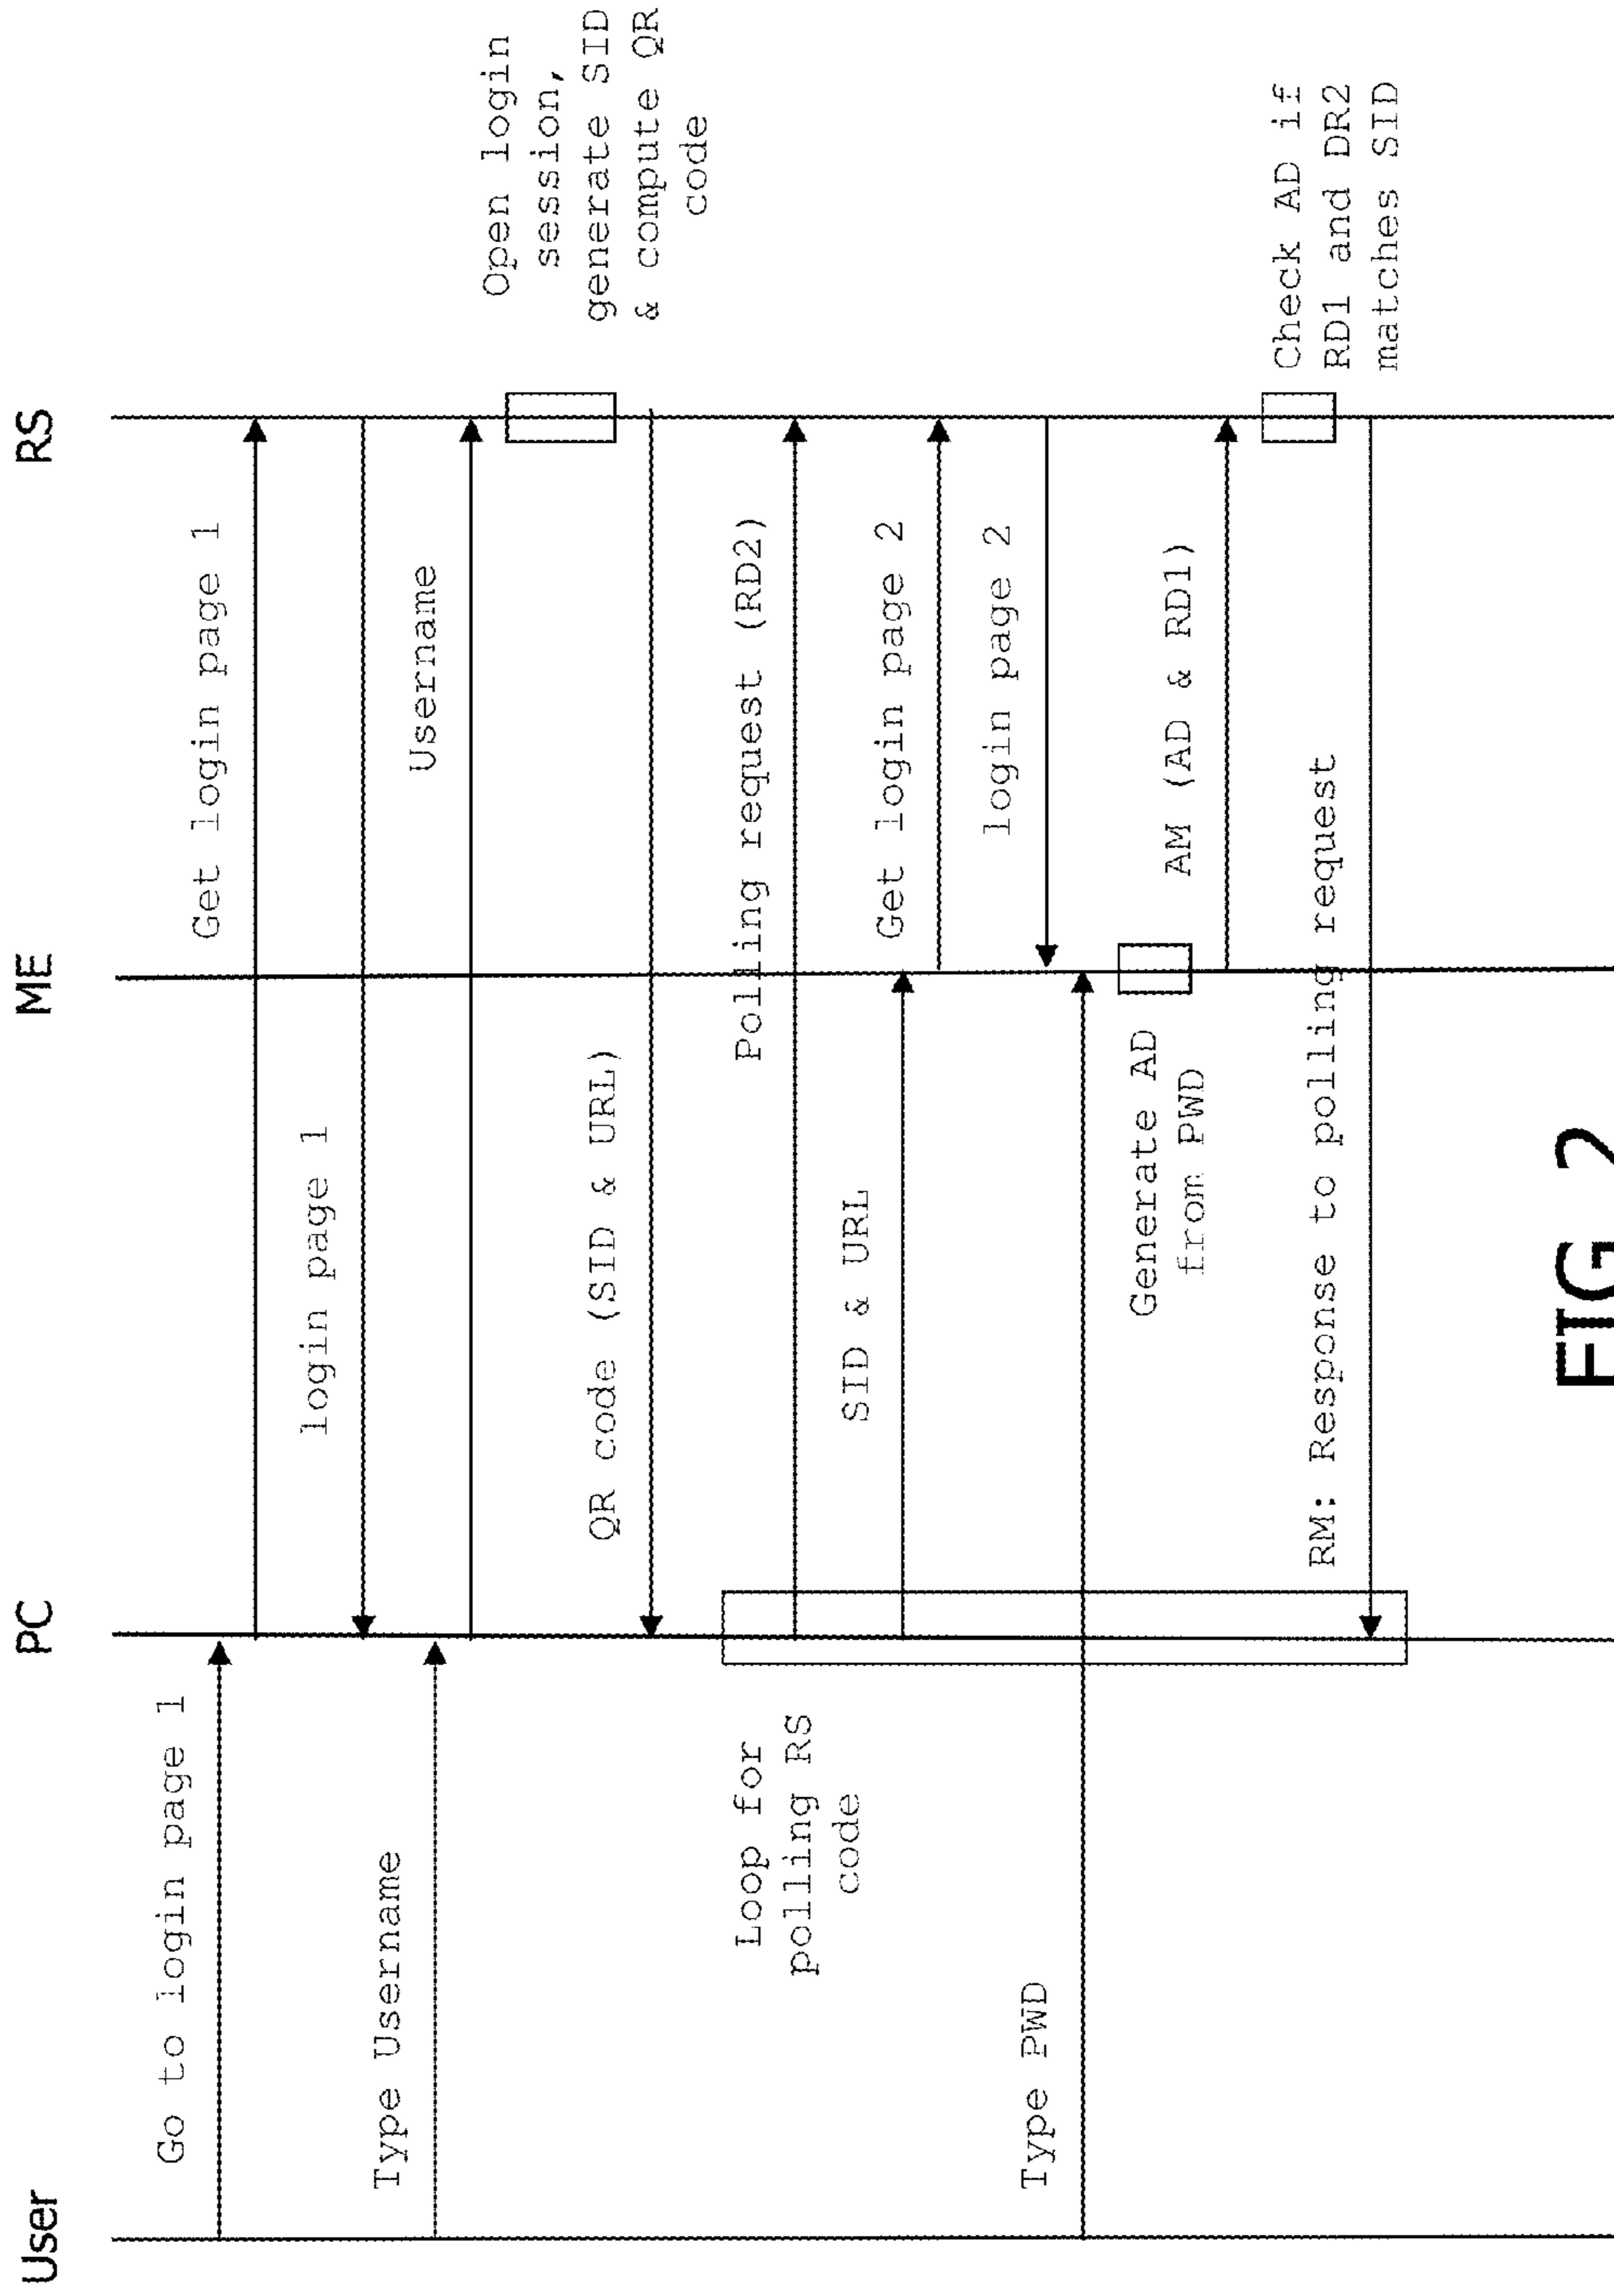 User
PC
ME
RS
Go to login page 1
Get login page 1
login page 1
Type Username
Username
Open login
session,
generate SID
& compute QR
code
QR code (SID & URL)
Loop for
polling RS
code
Polling request (RD2)
SID & URL
Get login page 2
login page 2
Type PWD
Generate AD
from PWD
AM (AD & RD1)
Check AD if
RD1 and DR2
matches SID
RM: Response to polling request
FIG 2